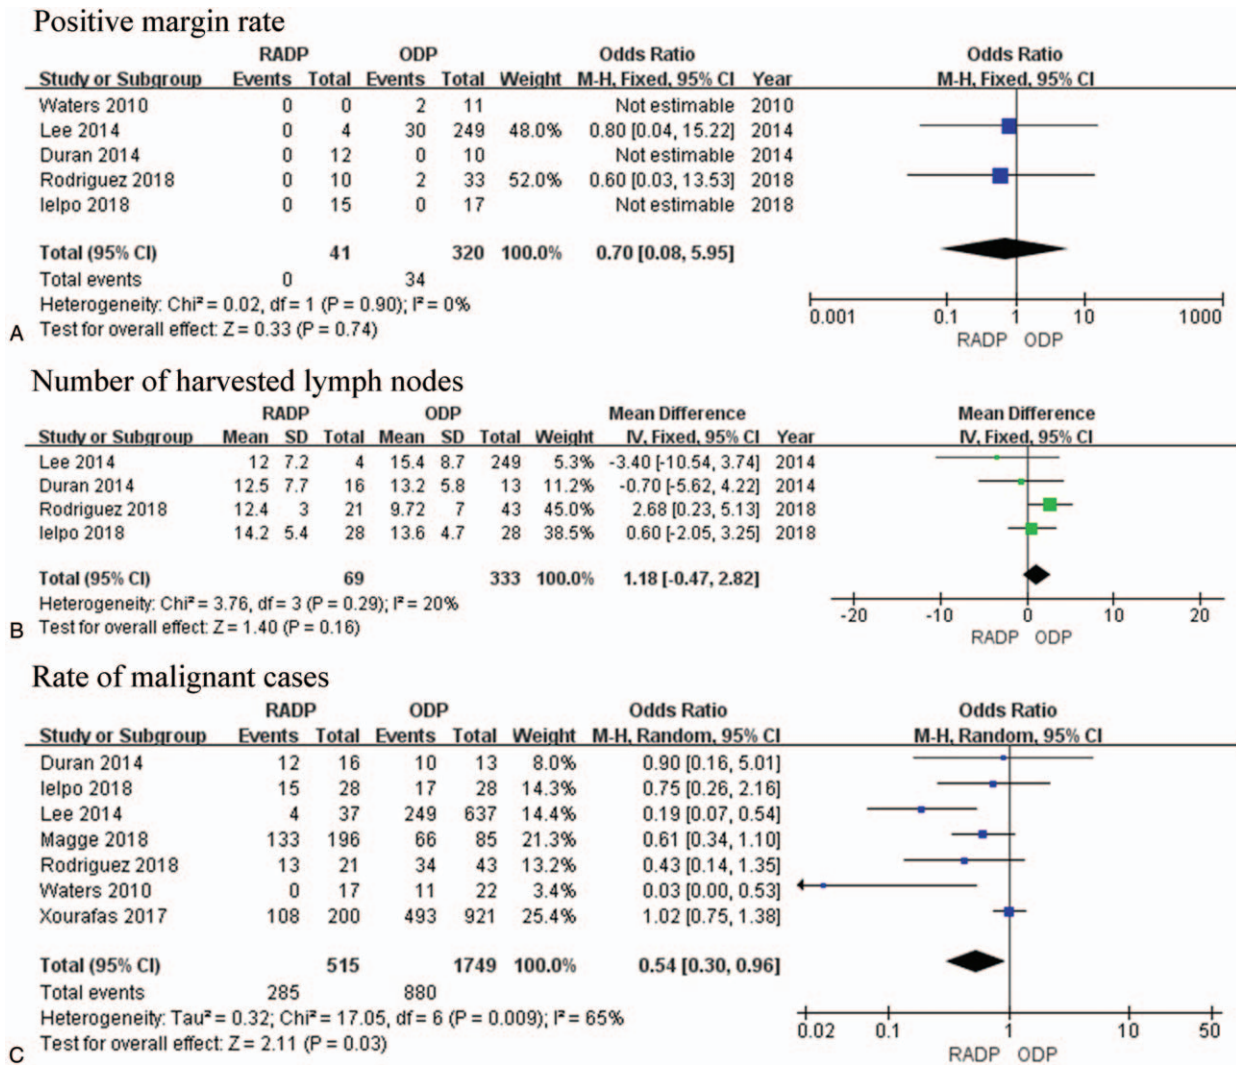 Positive margin rate
RADP ODP Odds Ratio Odds Ratio
Study or Subgroup Events Total Events Total Weight M-H, Fixed, 95% CI Year M-H, Fixed, 95% CI
Waters 2010 0 0 2 11 Not estimable 2010
Lee 2014 0 4 30 249 48.0% 0.80 [0.04, 15.22] 2014
Duran 2014 0 12 0 10 Not estimable 2014
Rodriguez 2018 0 10 2 33 52.0% 0.60 [0.03, 13.53] 2018
Ielpo 2018 0 15 0 17 Not estimable 2018
Total (95% CI) 41 320 100.0% 0.70 [0.08, 5.95]
Total events 0 34
Heterogeneity: Chi² = 0.02, df = 1 (P = 0.90); I² = 0%
Test for overall effect: Z = 0.33 (P = 0.74)
0.001 0.1 1 10 1000
RADP ODP
A
Number of harvested lymph nodes
RADP ODP Mean Difference Mean Difference
Study or Subgroup Mean SD Total Mean SD Total Weight IV, Fixed, 95% CI Year IV, Fixed, 95% CI
Lee 2014 12 7.2 4 15.4 8.7 249 5.3% -3.40 [-10.54, 3.74] 2014
Duran 2014 12.5 7.7 16 13.2 5.8 13 11.2% -0.70 [-5.62, 4.22] 2014
Rodriguez 2018 12.4 3 21 9.72 7 43 45.0% 2.68 [0.23, 5.13] 2018
Ielpo 2018 14.2 5.4 28 13.6 4.7 28 38.5% 0.60 [-2.05, 3.25] 2018
Total (95% CI) 69 333 100.0% 1.18 [-0.47, 2.82]
Heterogeneity: Chi² = 3.76, df = 3 (P = 0.29); I² = 20%
Test for overall effect: Z = 1.40 (P = 0.16)
-20 -10 0 10 20
RADP ODP
B
Rate of malignant cases
RADP ODP Odds Ratio Odds Ratio
Study or Subgroup Events Total Events Total Weight M-H, Random, 95% CI M-H, Random, 95% CI
Duran 2014 12 16 10 13 8.0% 0.90 [0.16, 5.01]
Ielpo 2018 15 28 17 28 14.3% 0.75 [0.26, 2.16]
Lee 2014 4 37 249 637 14.4% 0.19 [0.07, 0.54]
Magge 2018 133 196 66 85 21.3% 0.61 [0.34, 1.10]
Rodriguez 2018 13 21 34 43 13.2% 0.43 [0.14, 1.35]
Waters 2010 0 17 11 22 3.4% 0.03 [0.00, 0.53]
Xourafas 2017 108 200 493 921 25.4% 1.02 [0.75, 1.38]
Total (95% CI) 515 1749 100.0% 0.54 [0.30, 0.96]
Total events 285 880
Heterogeneity: Tau² = 0.32; Chi² = 17.05, df = 6 (P = 0.009); I² = 65%
Test for overall effect: Z = 2.11 (P = 0.03)
0.02 0.1 1 10 50
RADP ODP
C